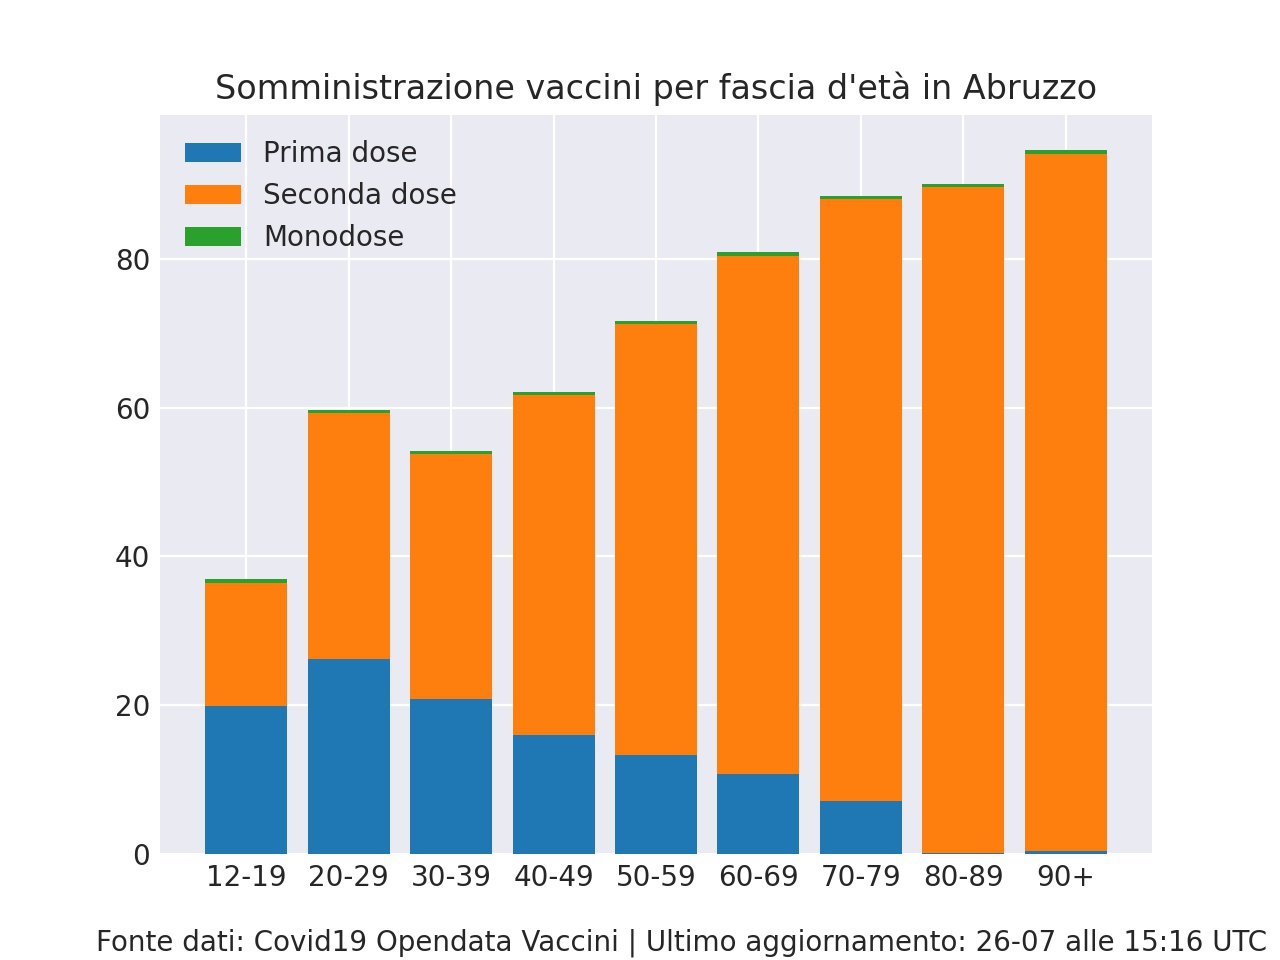 Somministrazione vaccini per fascia d'età in Abruzzo
Prima dose
Seconda dose
Monodose
80
60
40
20
0
12-19 20-29 30-39 40-49 50-59 60-69 70-79 80-89 90+
Fonte dati: Covid19 Opendata Vaccini | Ultimo aggiornamento: 26-07 alle 15:16 UTC